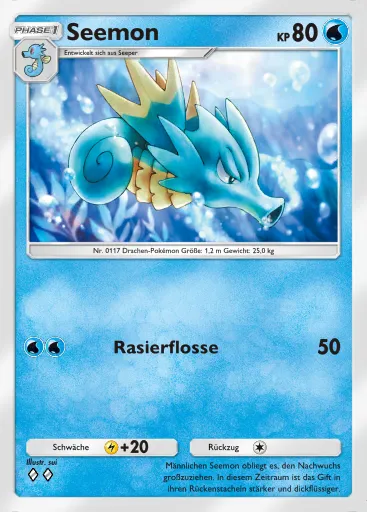 PHASE 1 Seemon KP 80
Entwickelt sich aus Seeper
Nr. 0117 Drachen-Pokémon Größe: 1,2 m Gewicht: 25,0 kg
Rasierflosse 50
Schwäche +20 Rückzug
Illustr. sui
Männlichen Seemon obliegt es, den Nachwuchs
großzuziehen. In diesem Zeitraum ist das Gift in
ihren Rückenstacheln stärker und dickflüssiger.